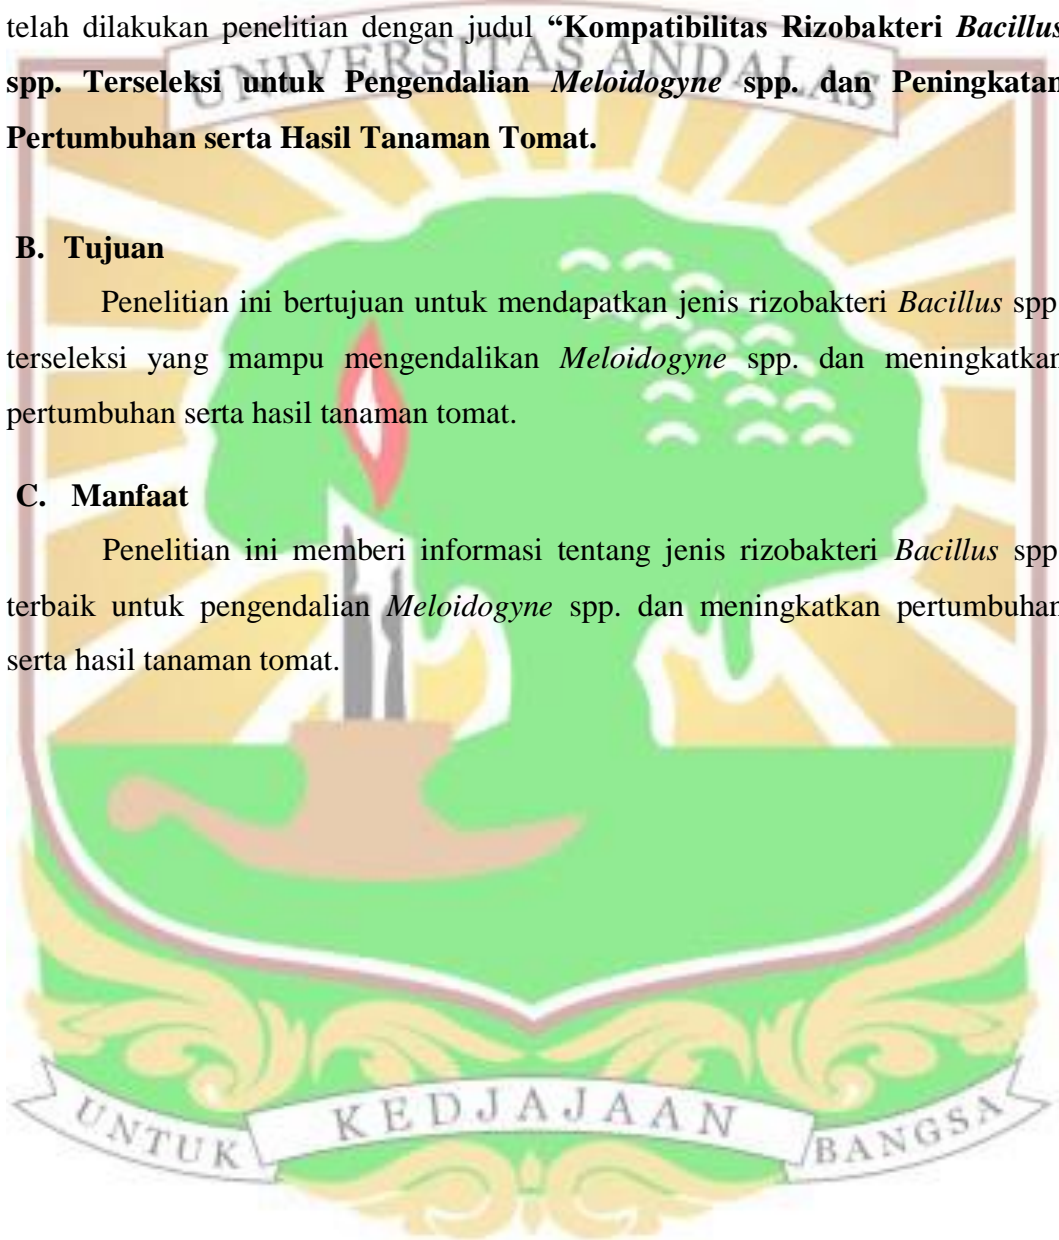 telah dilakukan penelitian dengan judul “Kompatibilitas Rizobakteri Bacillus
spp. Terseleksi untuk Pengendalian Meloidogyne spp. dan Peningkatan
Pertumbuhan serta Hasil Tanaman Tomat.
UNIVERSITAS ANDALAS
B. Tujuan
Penelitian ini bertujuan untuk mendapatkan jenis rizobakteri Bacillus spp
terseleksi yang mampu mengendalikan Meloidogyne spp. dan meningkatkan
pertumbuhan serta hasil tanaman tomat.
C. Manfaat
Penelitian ini memberi informasi tentang jenis rizobakteri Bacillus spp
terbaik untuk pengendalian Meloidogyne spp. dan meningkatkan pertumbuhan
serta hasil tanaman tomat.
UNTUK KEDJAJAAN BANGSA